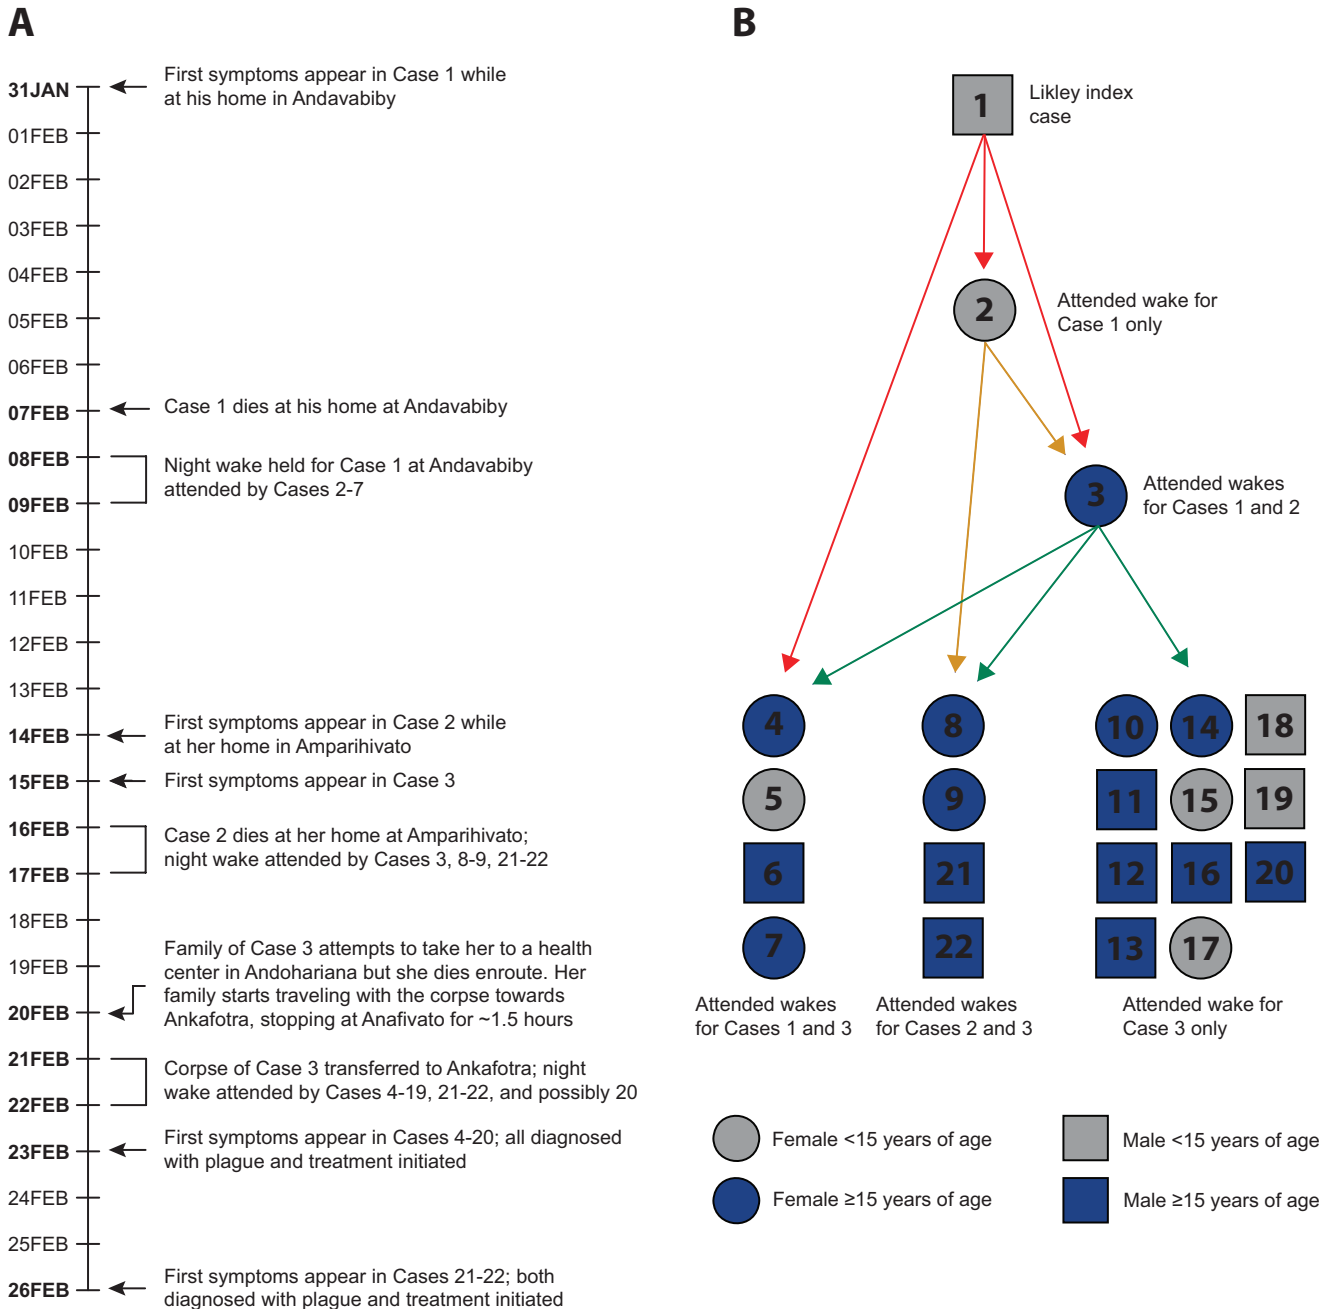 A
31JAN
First symptoms appear in Case 1 while
at his home in Andavabiby
01FEB
02FEB
03FEB
04FEB
05FEB
06FEB
07FEB
Case 1 dies at his home at Andavabiby
08FEB
Night wake held for Case 1 at Andavabiby
attended by Cases 2-7
09FEB
10FEB
11FEB
12FEB
13FEB
14FEB
First symptoms appear in Case 2 while
at her home in Amparihivato
15FEB
First symptoms appear in Case 3
16FEB
Case 2 dies at her home at Amparihivato;
night wake attended by Cases 3, 8-9, 21-22
17FEB
18FEB
19FEB
Family of Case 3 attempts to take her to a health
center in Andohariana but she dies enroute. Her
family starts traveling with the corpse towards
Ankafotra, stopping at Anafivato for ~1.5 hours
20FEB
21FEB
Corpse of Case 3 transferred to Ankafotra; night
wake attended by Cases 4-19, 21-22, and possibly 20
22FEB
23FEB
First symptoms appear in Cases 4-20; all diagnosed
with plague and treatment initiated
24FEB
25FEB
26FEB
First symptoms appear in Cases 21-22; both
diagnosed with plague and treatment initiated
B
1
Likley index
case
2
Attended wake for
Case 1 only
3
Attended wakes
for Cases 1 and 2
4
5
6
7
Attended wakes
for Cases 1 and 3
8
9
21
22
Attended wakes
for Cases 2 and 3
10
14
18
11
15
19
12
16
20
13
17
Attended wake for
Case 3 only
Female <15 years of age
Male <15 years of age
Female ≥15 years of age
Male ≥15 years of age